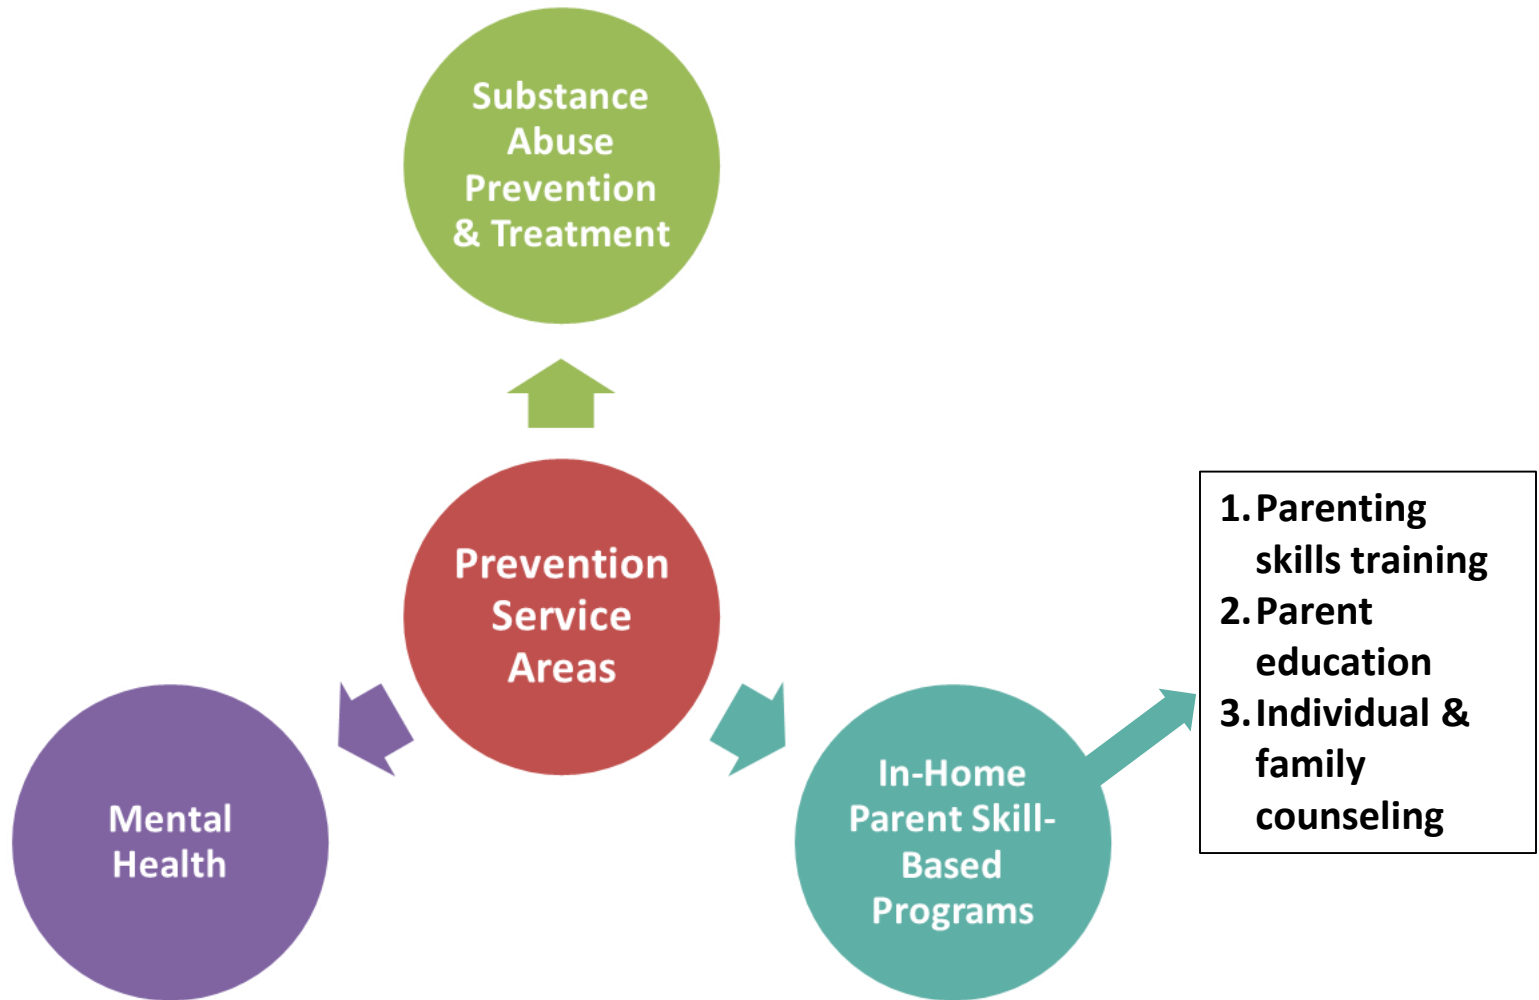 Substance
Abuse
Prevention
& Treatment
Prevention
Service
Areas
Mental
Health
In-Home
Parent Skill-
Based
Programs
1. Parenting
skills training
2. Parent
education
3. Individual &
family
counseling